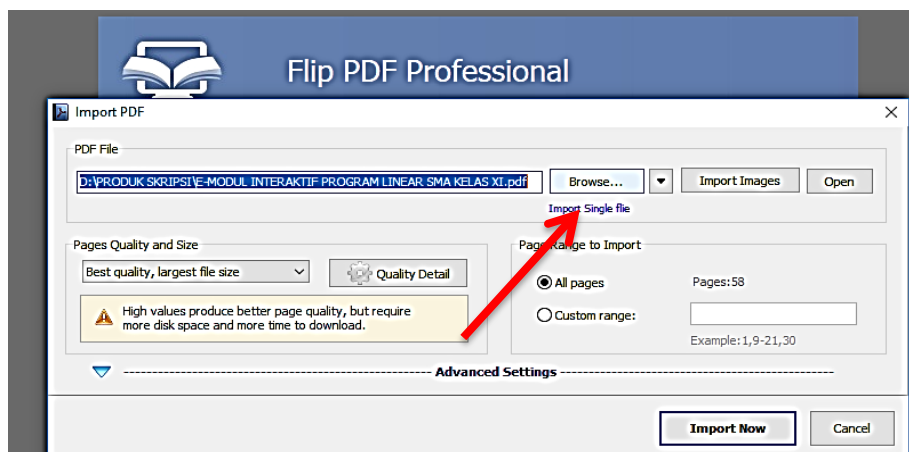 Flip PDF Professional
Import PDF
PDF File
D:\PRODUK SKRIPSI\E-MODUL INTERAKTIF PROGRAM LINEAR SMA KELAS XI.pdf
Browse...
Import Images
Open
Import Single flie
Pages Quality and Size
Best quality, largest file size
Quality Detail
High values produce better page quality, but require
more disk space and more time to download.
Page Range to Import
All pages
Pages:58
Custom range:
Example:1,9-21,30
Advanced Settings
Import Now
Cancel